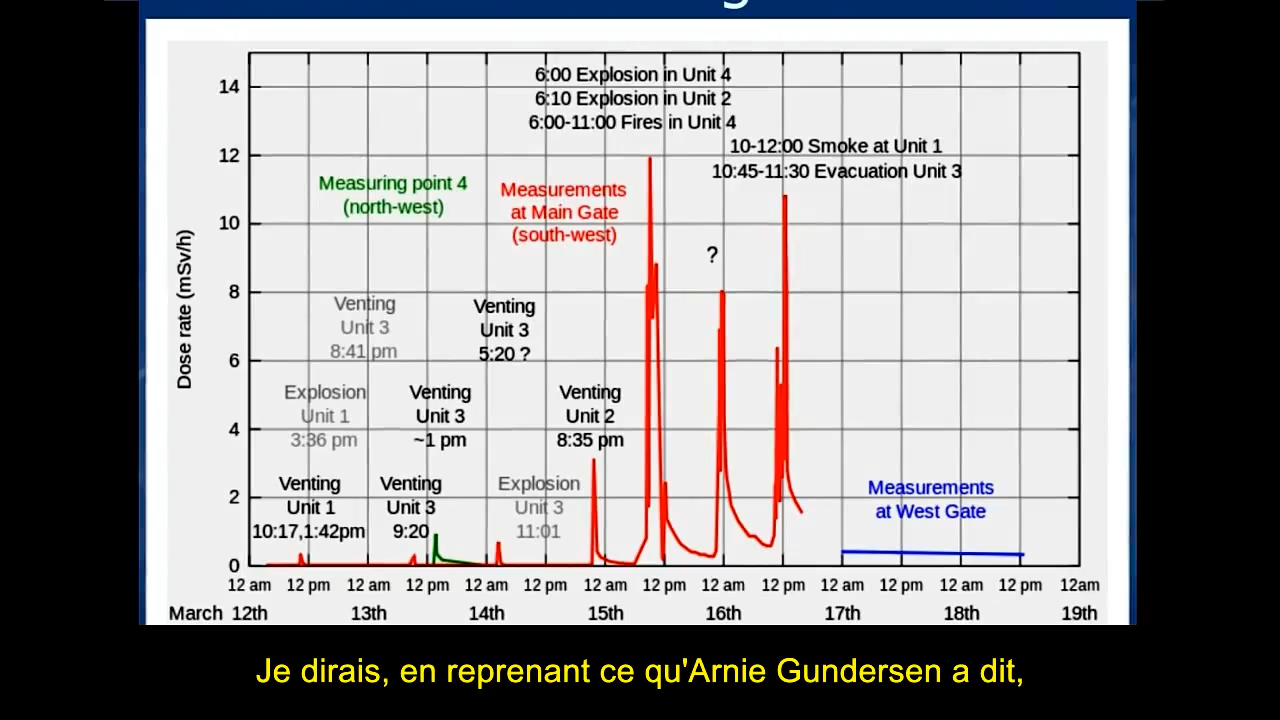 6:00 Explosion in Unit 4
6:10 Explosion in Unit 2
6:00-11:00 Fires in Unit 4
10-12:00 Smoke at Unit 1
10:45-11:30 Evacuation Unit 3
Measuring point 4
(north-west)
Measurements
at Main Gate
(south-west)
?
Venting
Unit 3
8:41 pm
Venting
Unit 3
5:20 ?
Explosion
Unit 1
3:36 pm
Venting
Unit 3
~1 pm
Venting
Unit 2
8:35 pm
Venting
Unit 1
10:17,1:42pm
Venting
Unit 3
9:20
Explosion
Unit 3
11:01
Measurements
at West Gate
Dose rate (mSv/h)
14
12
10
8
6
4
2
0
12 am 12 pm 12 am 12 pm 12 am 12 pm 12 am 12 pm 12 am 12 pm 12 am 12 pm 12 am 12 pm 12am
March 12th 13th 14th 15th 16th 17th 18th 19th
Je dirais, en reprenant ce qu'Arnie Gundersen a dit,